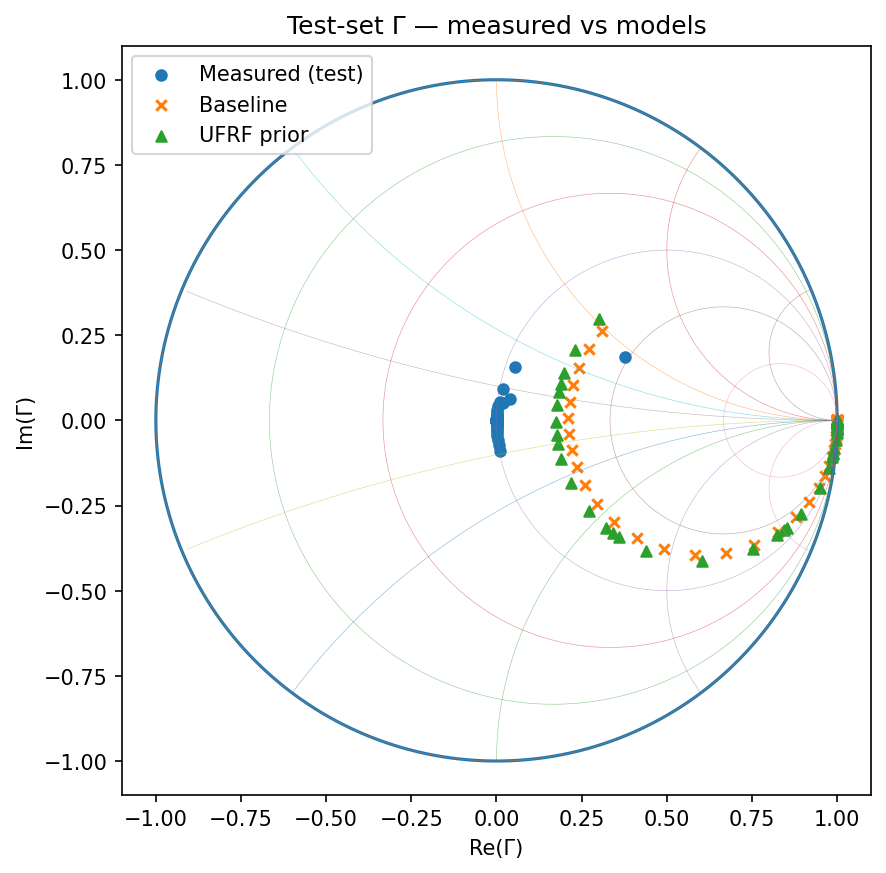 Test-set Γ — measured vs models
Measured (test)
Baseline
UFRF prior
1.00
0.75
0.50
0.25
0.00
−0.25
−0.50
−0.75
−1.00
Im(Γ)
−1.00 −0.75 −0.50 −0.25 0.00 0.25 0.50 0.75 1.00
Re(Γ)